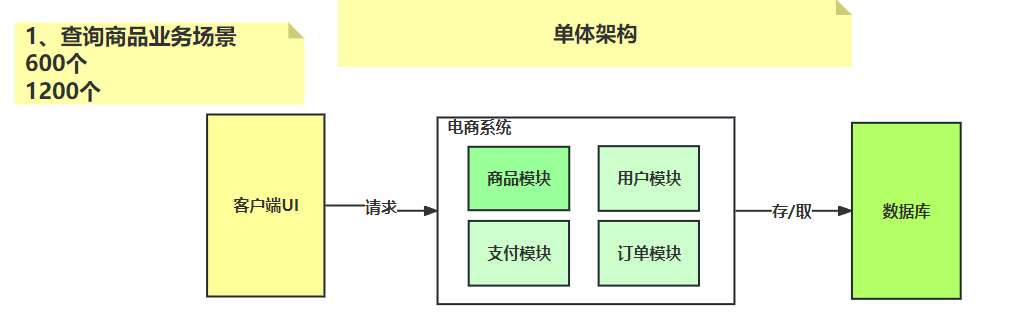 1、查询商品业务场景
600个
1200个
单体架构
客户端UI
请求
电商系统
商品模块
用户模块
支付模块
订单模块
存/取
数据库